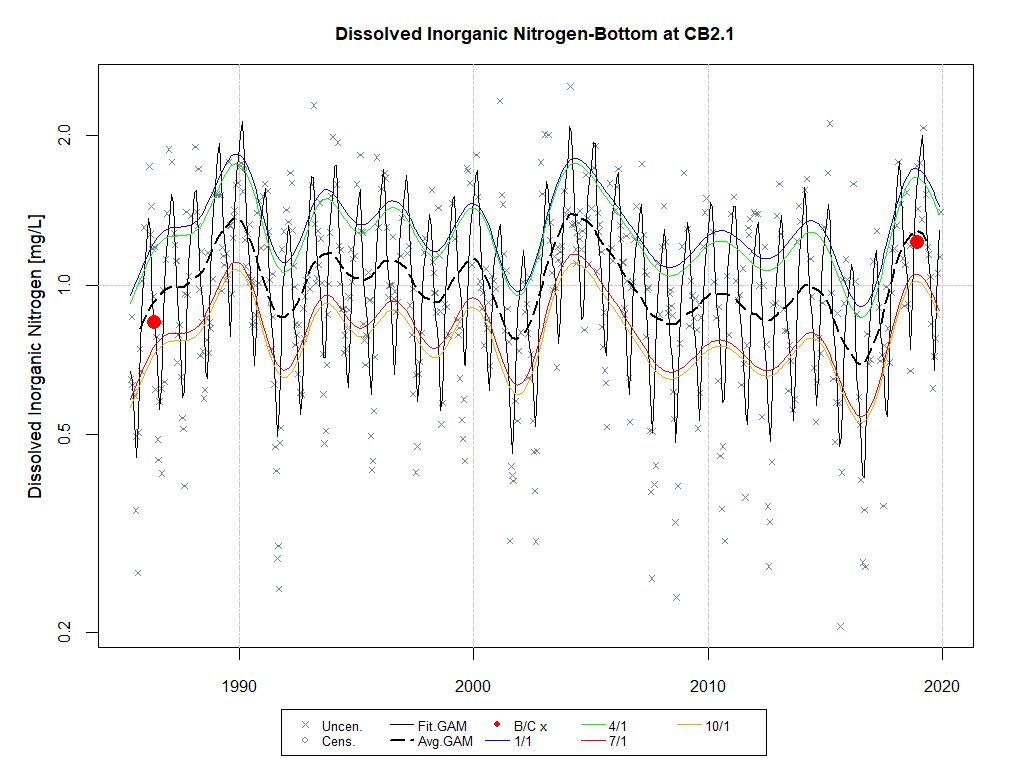 Dissolved Inorganic Nitrogen-Bottom at CB2.1
Dissolved Inorganic Nitrogen [mg/L]
2.0
1.0
0.5
0.2
1990 2000 2010 2020
Uncen. Fit.GAM B/C x 4/1 10/1
Cens. Avg.GAM 1/1 7/1